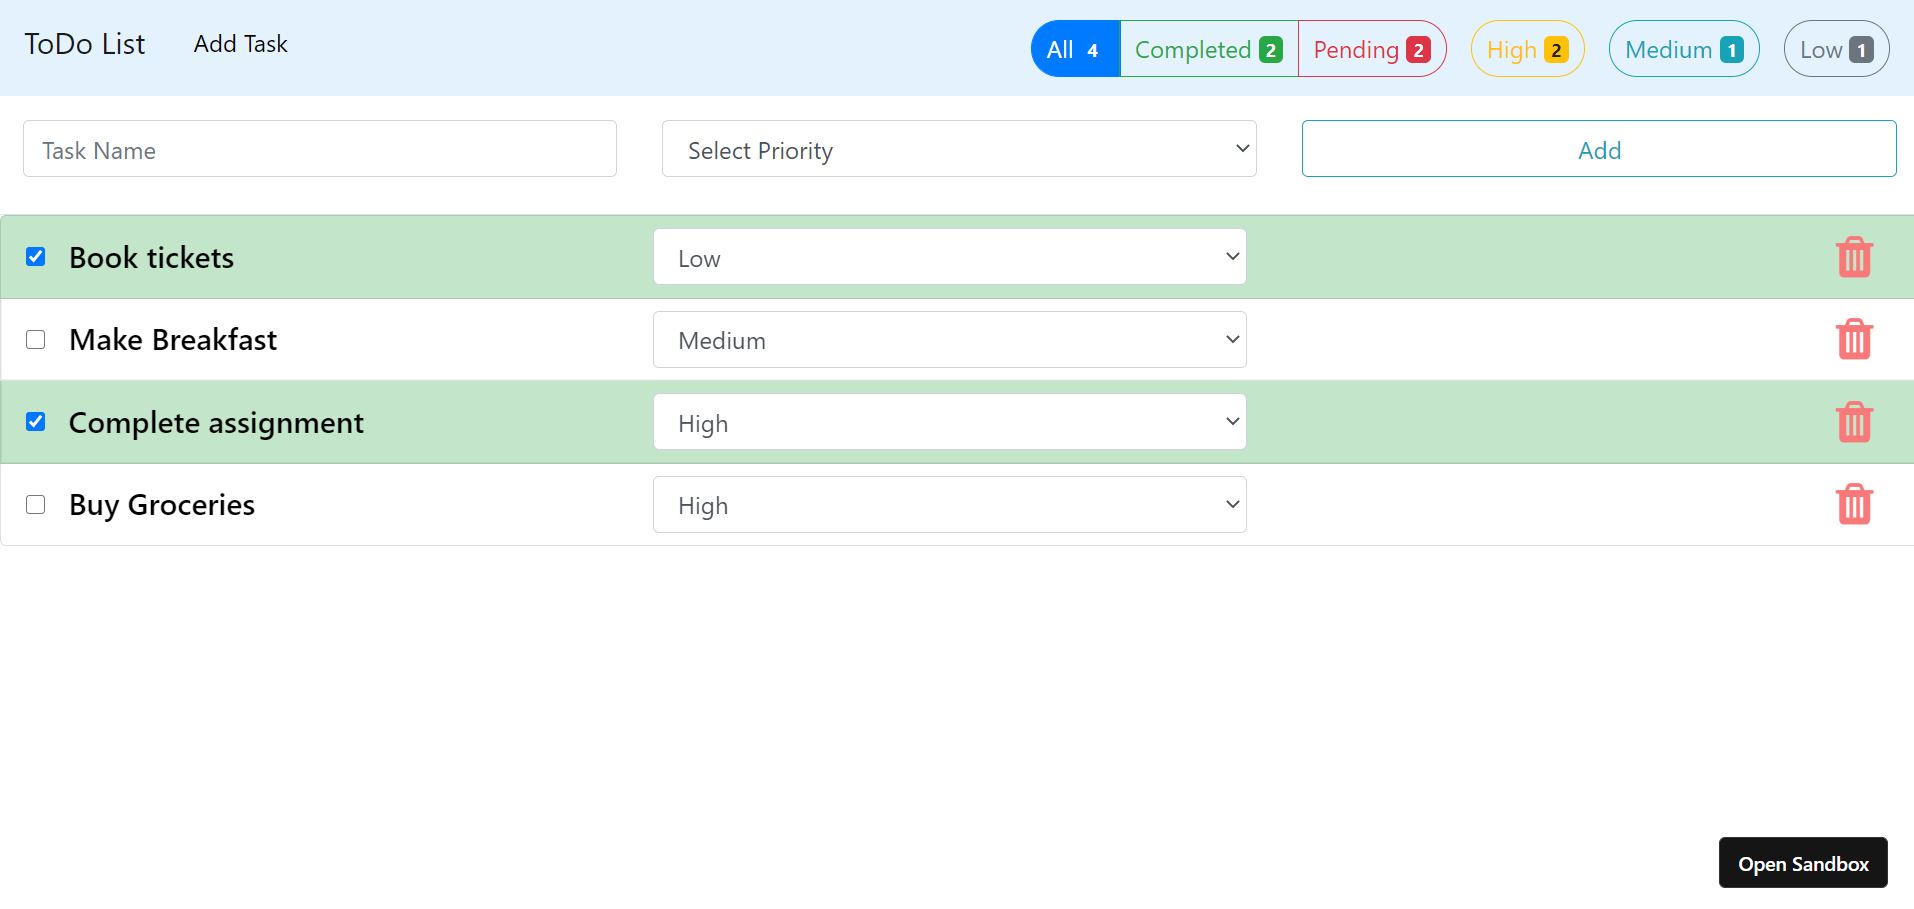 ToDo List Add Task All 4 Completed 2 Pending 2 High 2 Medium 1 Low 1
Task Name Select Priority Add
Book tickets Low
Make Breakfast Medium
Complete assignment High
Buy Groceries High
Open Sandbox